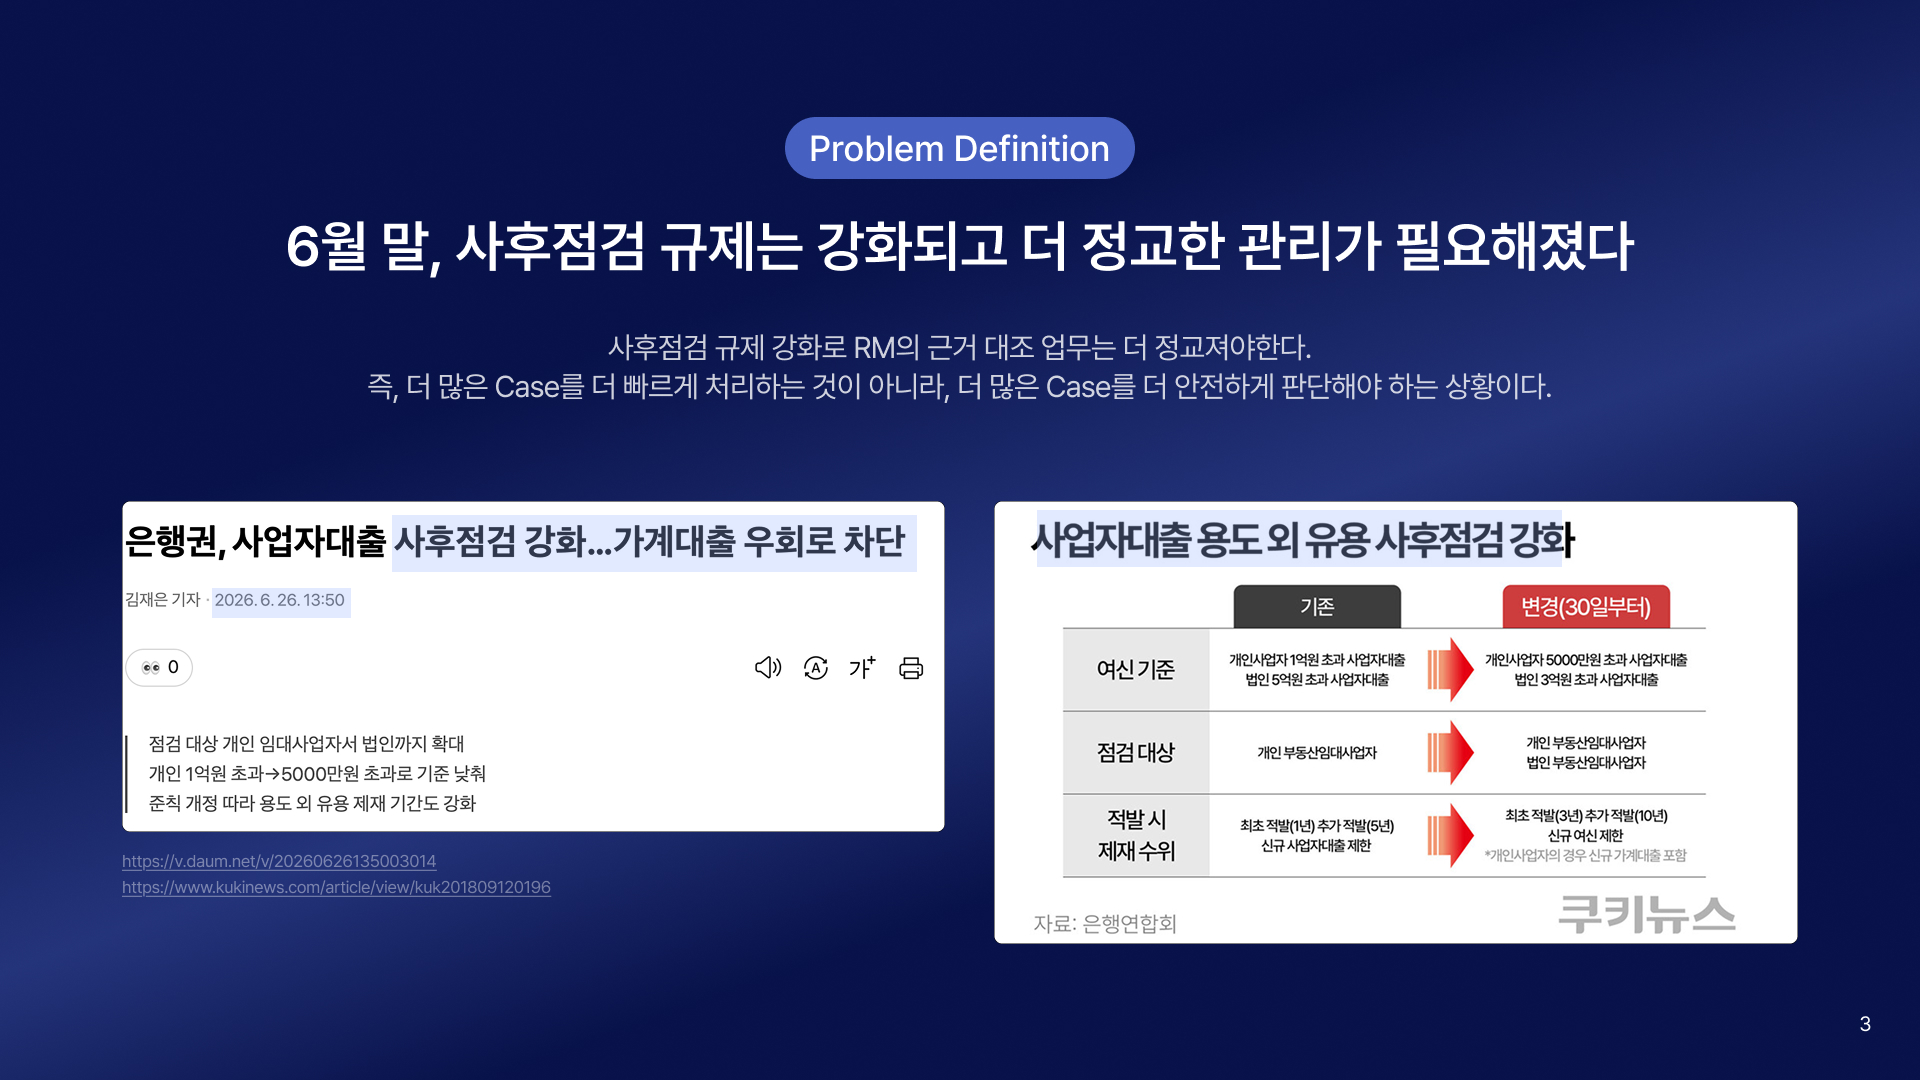 Problem Definition
6월 말, 사후점검 규제는 강화되고 더 정교한 관리가 필요해졌다
사후점검 규제 강화로 RM의 근거 대조 업무는 더 정교져야한다.
즉, 더 많은 Case를 더 빠르게 처리하는 것이 아니라, 더 많은 Case를 더 안전하게 판단해야 하는 상황이다.
은행권, 사업자대출 사후점검 강화...가계대출 우회로 차단
김재은 기자 · 2026. 6. 26. 13:50
0
가+
점검 대상 개인 임대사업자서 법인까지 확대
개인 1억원 초과→5000만원 초과로 기준 낮춰
준칙 개정 따라 용도 외 유용 제재 기간도 강화
https://v.daum.net/v/20260626135003014
https://www.kukinews.com/article/view/kuk201809120196
사업자대출 용도 외 유용 사후점검 강화
기존
변경(30일부터)
여신 기준
개인사업자 1억원 초과 사업자대출
법인 5억원 초과 사업자대출
개인사업자 5000만원 초과 사업자대출
법인 3억원 초과 사업자대출
점검 대상
개인 부동산임대사업자
개인 부동산임대사업자
법인 부동산임대사업자
적발 시
제재 수위
최초 적발(1년) 추가 적발(5년)
신규 사업자대출 제한
최초 적발(3년) 추가 적발(10년)
신규 여신 제한
*개인사업자의 경우 신규 가계대출 포함
자료: 은행연합회
쿠키뉴스
3